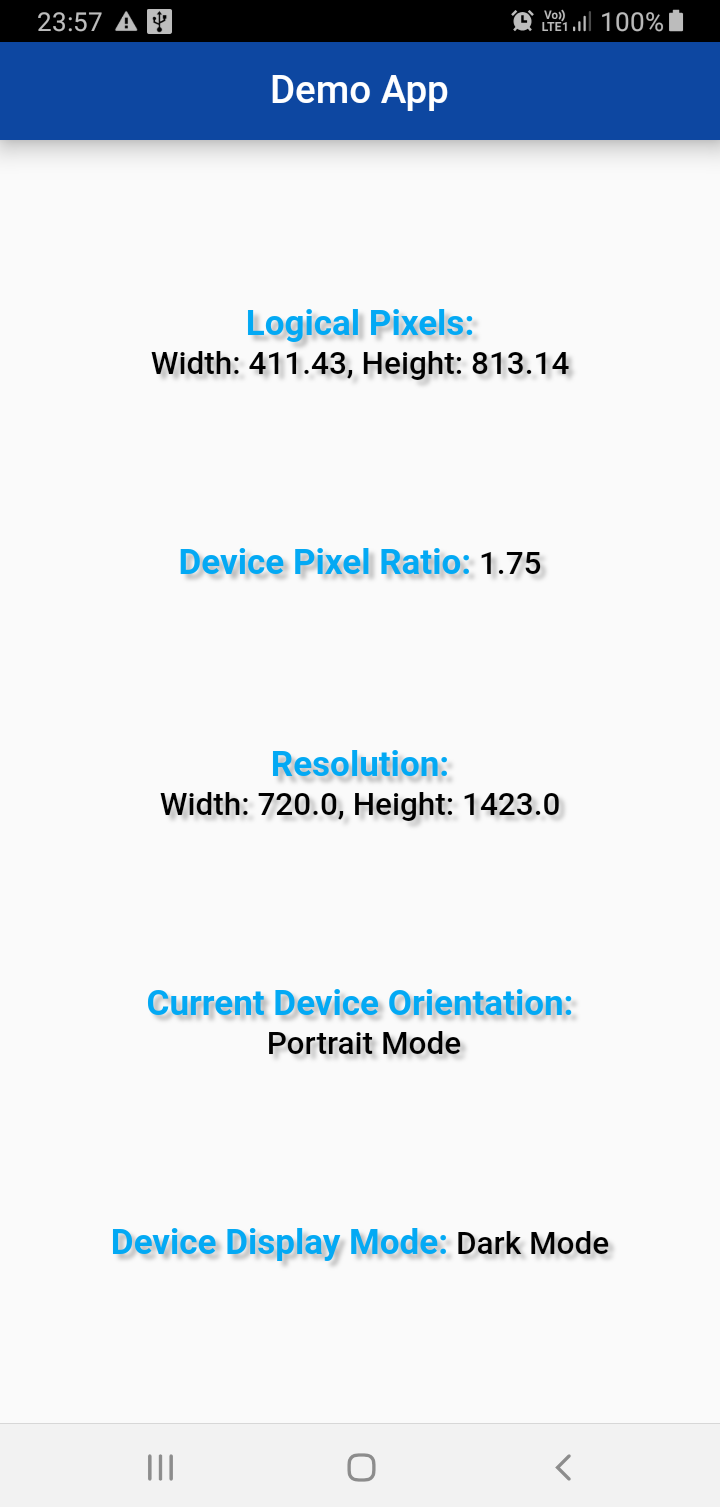 23:57
Vo)) LTE1 100%
Demo App
Logical Pixels:
Width: 411.43, Height: 813.14
Device Pixel Ratio: 1.75
Resolution:
Width: 720.0, Height: 1423.0
Current Device Orientation:
Portrait Mode
Device Display Mode: Dark Mode